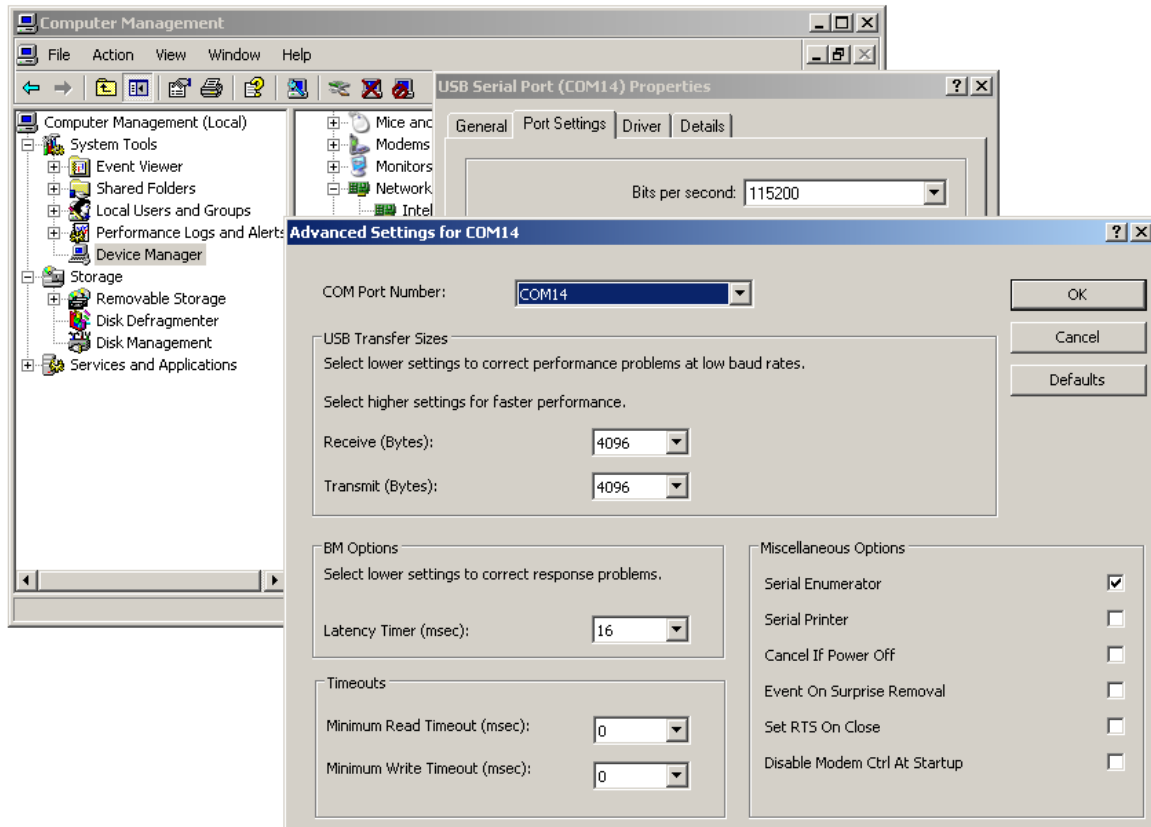 Computer Management
File Action View Window Help
Computer Management (Local)
System Tools
Event Viewer
Shared Folders
Local Users and Groups
Performance Logs and Alerts
Device Manager
Storage
Removable Storage
Disk Defragmenter
Disk Management
Services and Applications
Mice and
Modems
Monitors
Network
Intel
USB Serial Port (COM14) Properties
General Port Settings Driver Details
Bits per second: 115200
Advanced Settings for COM14
COM Port Number: COM14
OK
Cancel
Defaults
USB Transfer Sizes
Select lower settings to correct performance problems at low baud rates.
Select higher settings for faster performance.
Receive (Bytes): 4096
Transmit (Bytes): 4096
BM Options
Select lower settings to correct response problems.
Latency Timer (msec): 16
Timeouts
Minimum Read Timeout (msec): 0
Minimum Write Timeout (msec): 0
Miscellaneous Options
Serial Enumerator
Serial Printer
Cancel If Power Off
Event On Surprise Removal
Set RTS On Close
Disable Modem Ctrl At Startup